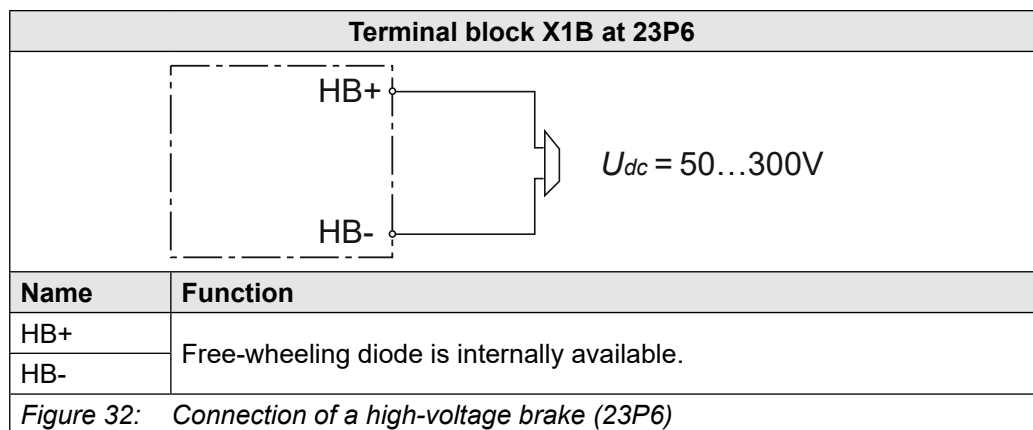 Terminal block X1B at 23P6
HB+
Udc = 50…300V
HB-
Name Function
HB+
Free-wheeling diode is internally available.
HB-
Figure 32: Connection of a high-voltage brake (23P6)